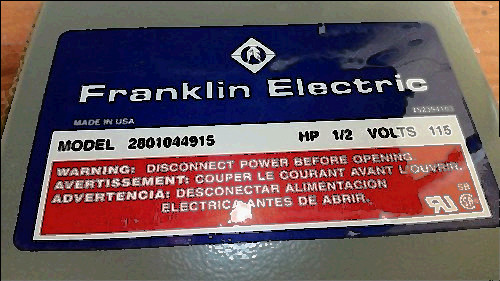 Franklin Electric
MADE IN USA
MODEL 2801044915 HP 1/2 VOLTS 115
WARNING: DISCONNECT POWER BEFORE OPENING
AVERTISSEMENT: COUPER LE COURANT AVANT L'OUVRIR.
ADVERTENCIA: DESCONECTAR ALIMENTACION
ELECTRICA ANTES DE ABRIR.